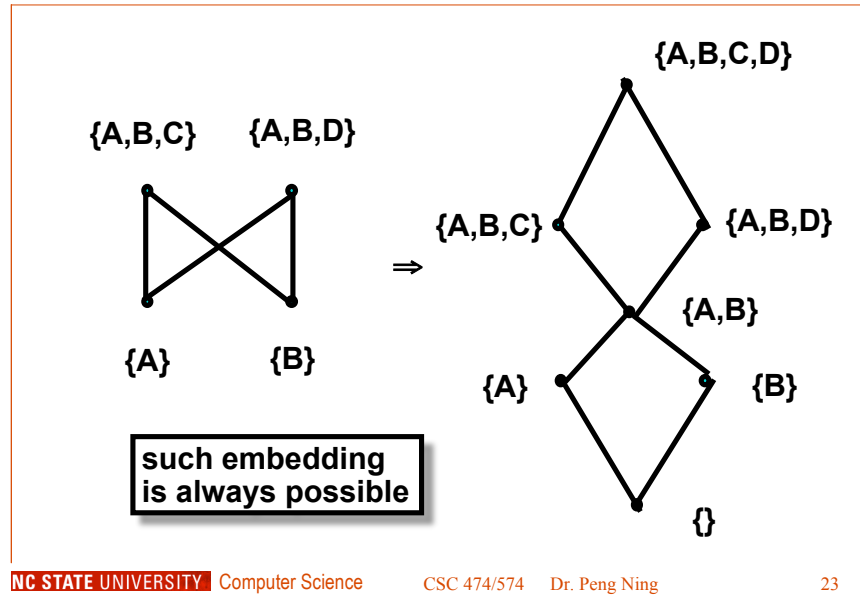 {A,B,C} {A,B,D}
{A} {B}
⇒
{A,B,C,D}
{A,B,C} {A,B,D}
{A,B}
{A} {B}
{}
such embedding
is always possible
NC STATE UNIVERSITY Computer Science CSC 474/574 Dr. Peng Ning 23